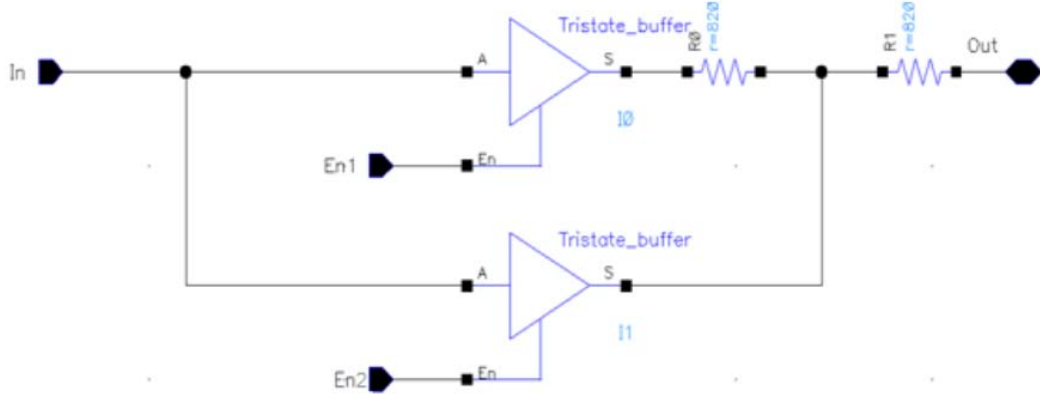 Tristate_buffer
R0
r=820
R1
r=820
Out
In
A
S
I0
En1
En
Tristate_buffer
A
S
I1
En2
En